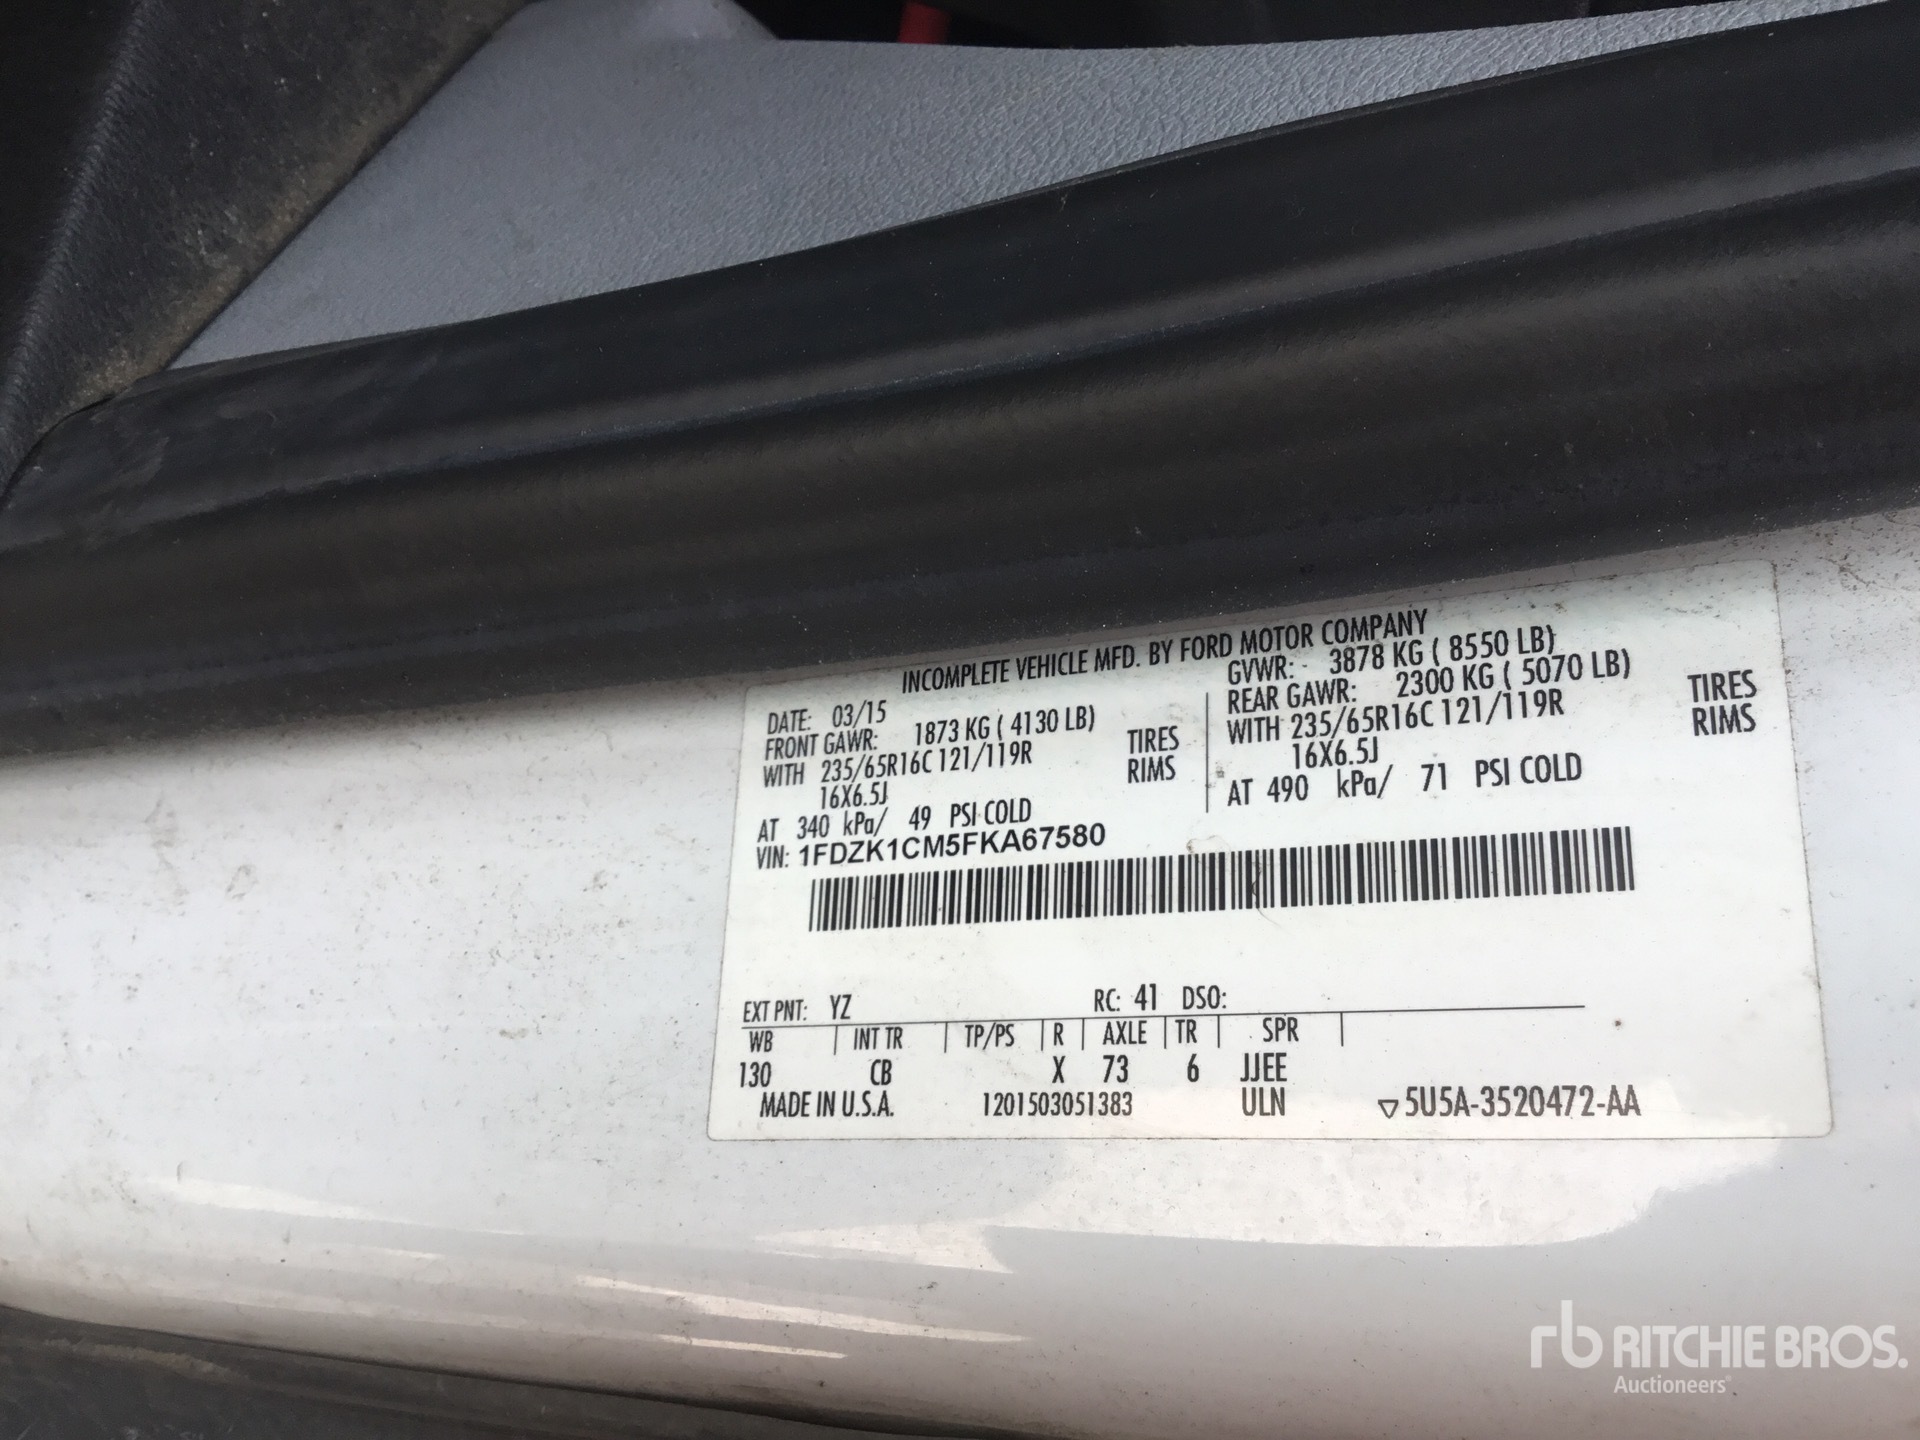 INCOMPLETE VEHICLE MFD. BY FORD MOTOR COMPANY
DATE: 03/15 GVWR: 3878 KG ( 8550 LB)
FRONT GAWR: 1873 KG ( 4130 LB) REAR GAWR: 2300 KG ( 5070 LB)
WITH 235/65R16C 121/119R TIRES WITH 235/65R16C 121/119R TIRES
16X6.5J RIMS 16X6.5J RIMS
AT 340 kPa/ 49 PSI COLD AT 490 kPa/ 71 PSI COLD
VIN: 1FDZK1CM5FKA67580
EXT PNT: YZ RC: 41 DSO:
WB | INT TR | TP/PS | R | AXLE | TR | SPR |
130 CB X 73 6 JJEE
MADE IN U.S.A. 1201503051383 ULN ▽5U5A-3520472-AA
rb RITCHIE BROS.
Auctioneers